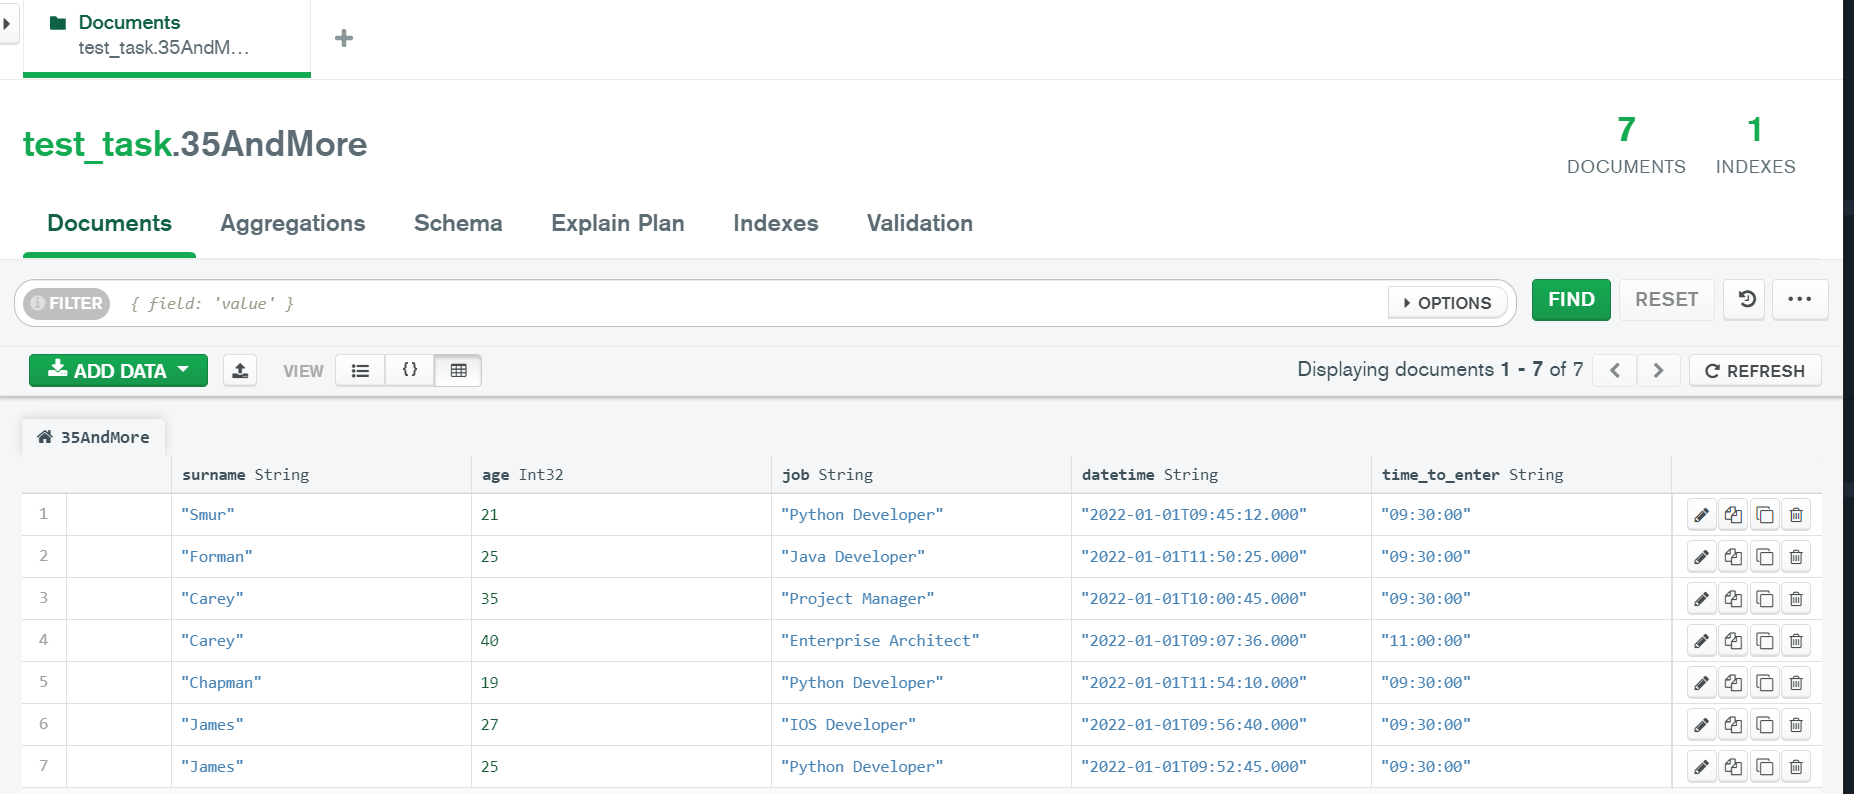 Documents
test_task.35AndM...
test_task.35AndMore
7 1
DOCUMENTS INDEXES
Documents Aggregations Schema Explain Plan Indexes Validation
FILTER { field: 'value' } OPTIONS FIND RESET ...
ADD DATA VIEW {} Displaying documents 1 - 7 of 7 REFRESH
35AndMore
surname String age Int32 job String datetime String time_to_enter String
1 "Smur" 21 "Python Developer" "2022-01-01T09:45:12.000" "09:30:00"
2 "Forman" 25 "Java Developer" "2022-01-01T11:50:25.000" "09:30:00"
3 "Carey" 35 "Project Manager" "2022-01-01T10:00:45.000" "09:30:00"
4 "Carey" 40 "Enterprise Architect" "2022-01-01T09:07:36.000" "11:00:00"
5 "Chapman" 19 "Python Developer" "2022-01-01T11:54:10.000" "09:30:00"
6 "James" 27 "IOS Developer" "2022-01-01T09:56:40.000" "09:30:00"
7 "James" 25 "Python Developer" "2022-01-01T09:52:45.000" "09:30:00"